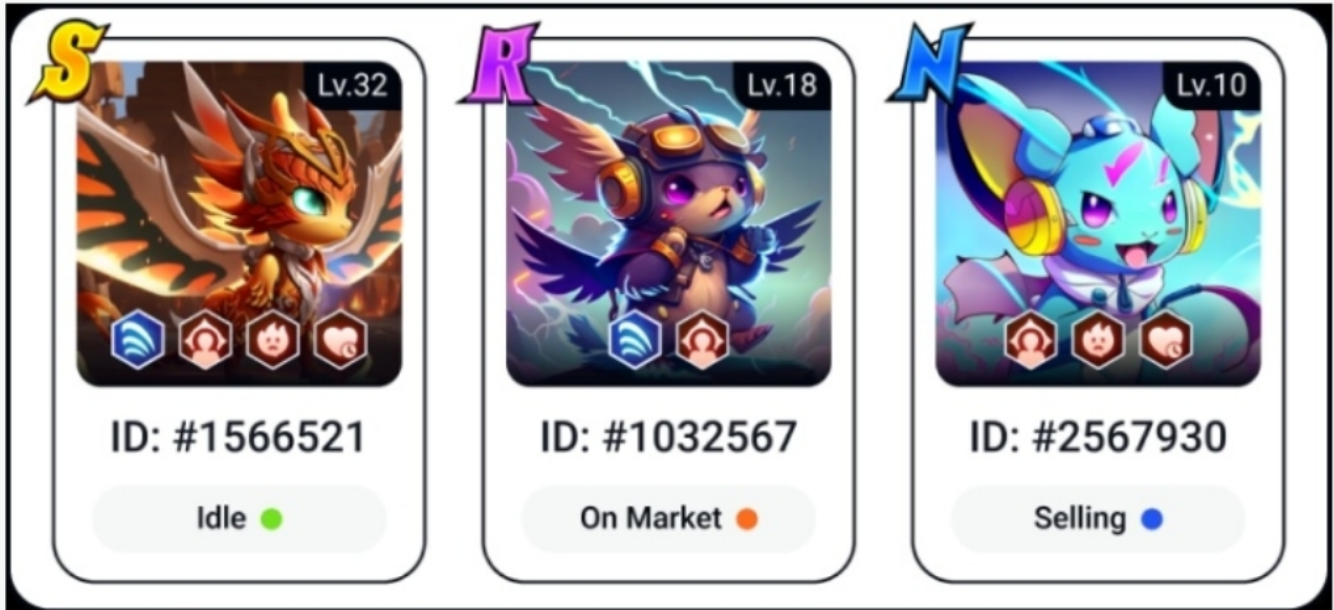 S
Lv.32
ID: #1566521
Idle
R
Lv.18
ID: #1032567
On Market
N
Lv.10
ID: #2567930
Selling